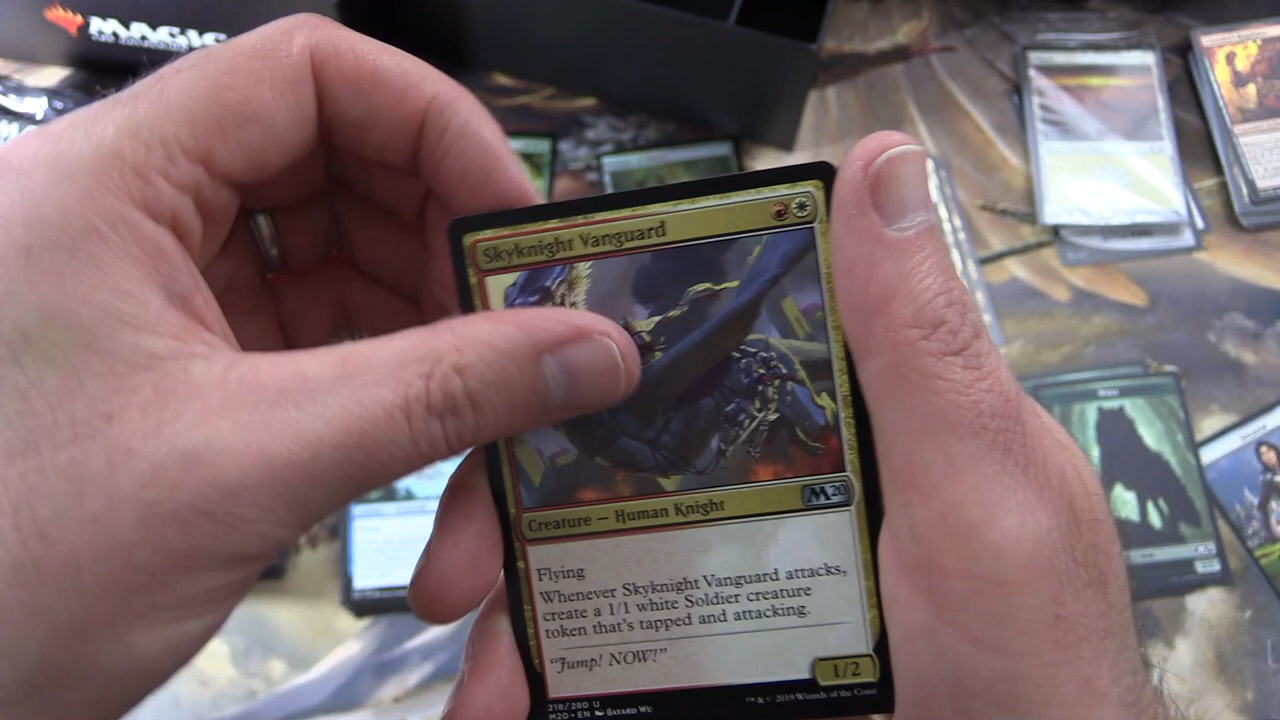 MAGIC
Skyknight Vanguard
Creature — Human Knight
M20
Flying
Whenever Skyknight Vanguard attacks,
create a 1/1 white Soldier creature
token that's tapped and attacking.
"Jump! NOW!"
1/2
218/280 U
M20 • EN BAYARD WU
™ & © 2019 Wizards of the Coast